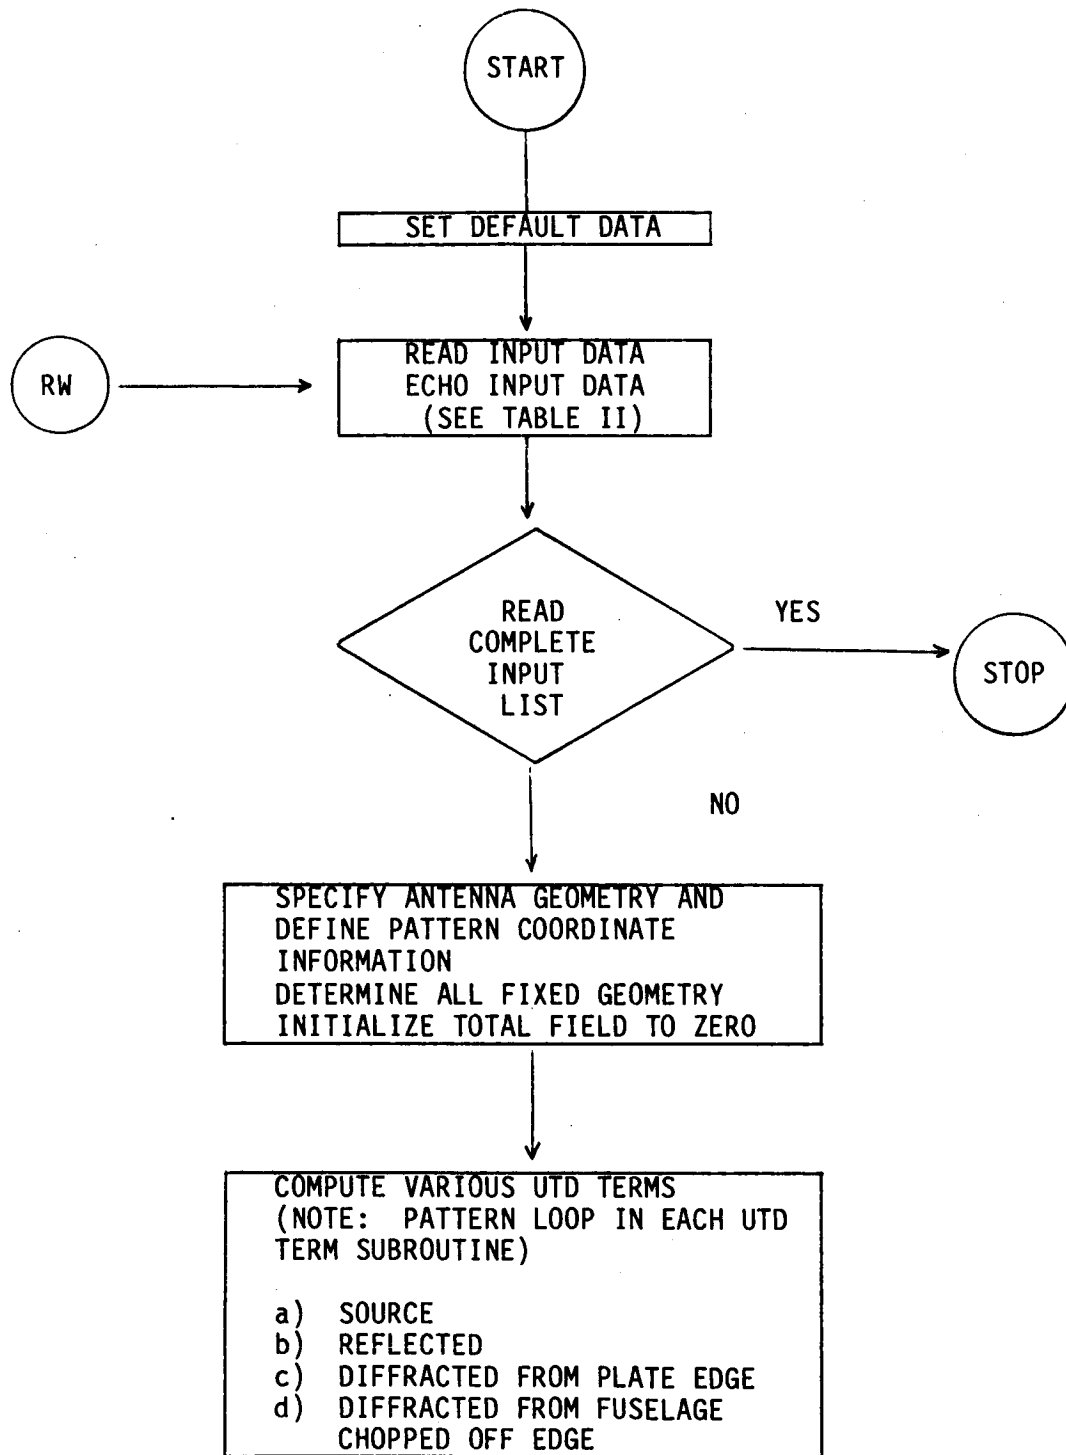 START
SET DEFAULT DATA
RW
READ INPUT DATA
ECHO INPUT DATA
(SEE TABLE II)
READ
COMPLETE
INPUT
LIST
YES
STOP
NO
SPECIFY ANTENNA GEOMETRY AND
DEFINE PATTERN COORDINATE
INFORMATION
DETERMINE ALL FIXED GEOMETRY
INITIALIZE TOTAL FIELD TO ZERO
COMPUTE VARIOUS UTD TERMS
(NOTE: PATTERN LOOP IN EACH UTD
TERM SUBROUTINE)
a) SOURCE
b) REFLECTED
c) DIFFRACTED FROM PLATE EDGE
d) DIFFRACTED FROM FUSELAGE
CHOPPED OFF EDGE